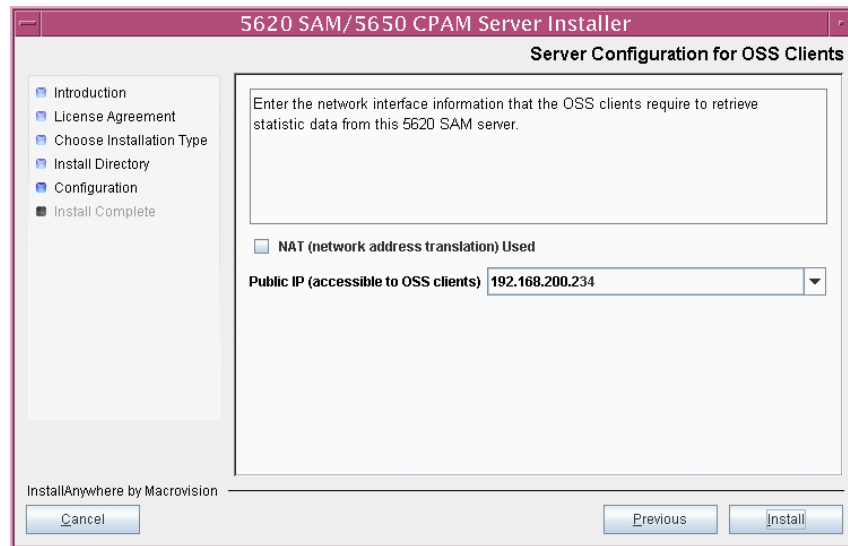 5620 SAM/5650 CPAM Server Installer
Server Configuration for OSS Clients
Introduction
License Agreement
Choose Installation Type
Install Directory
Configuration
Install Complete
Enter the network interface information that the OSS clients require to retrieve
statistic data from this 5620 SAM server.
NAT (network address translation) Used
Public IP (accessible to OSS clients) 192.168.200.234
InstallAnywhere by Macrovision
Cancel Previous Install